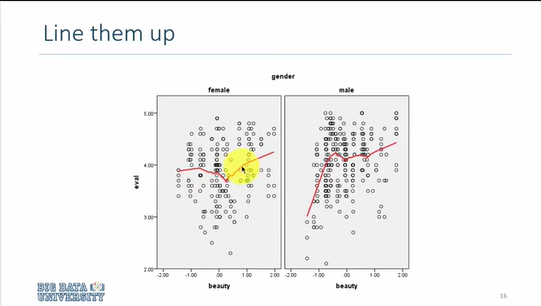 Line them up
gender
female male
5.00
4.00
3.00
2.00
eval
-2.00 -1.00 .00 1.00 2.00 -2.00 -1.00 .00 1.00 2.00
beauty beauty
BIG DATA
UNIVERSITY
16